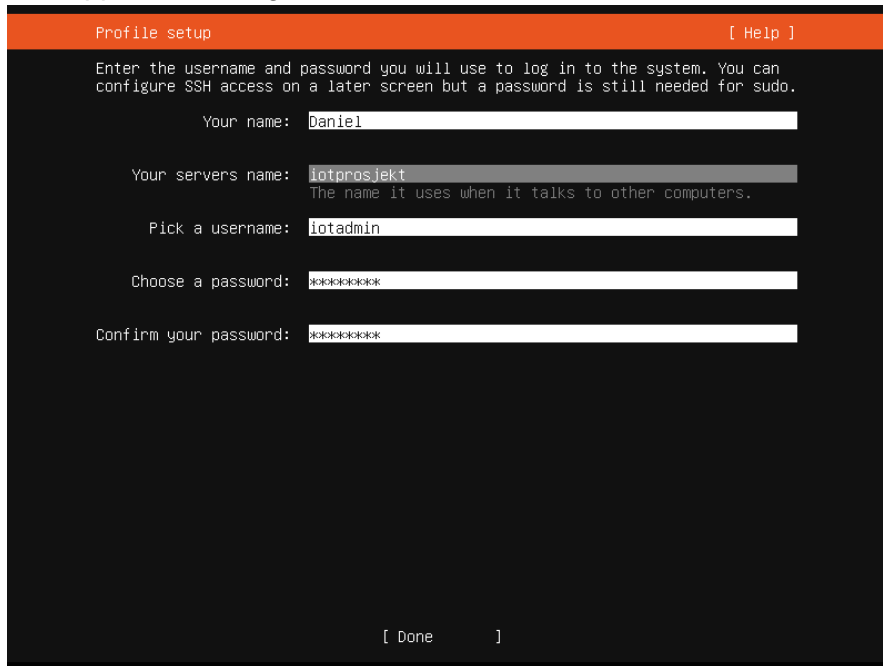 Profile setup [ Help ]
Enter the username and password you will use to log in to the system. You can
configure SSH access on a later screen but a password is still needed for sudo.
Your name: Daniel
Your servers name: iotprosjekt
The name it uses when it talks to other computers.
Pick a username: iotadmin
Choose a password: ********
Confirm your password: ********
[ Done ]